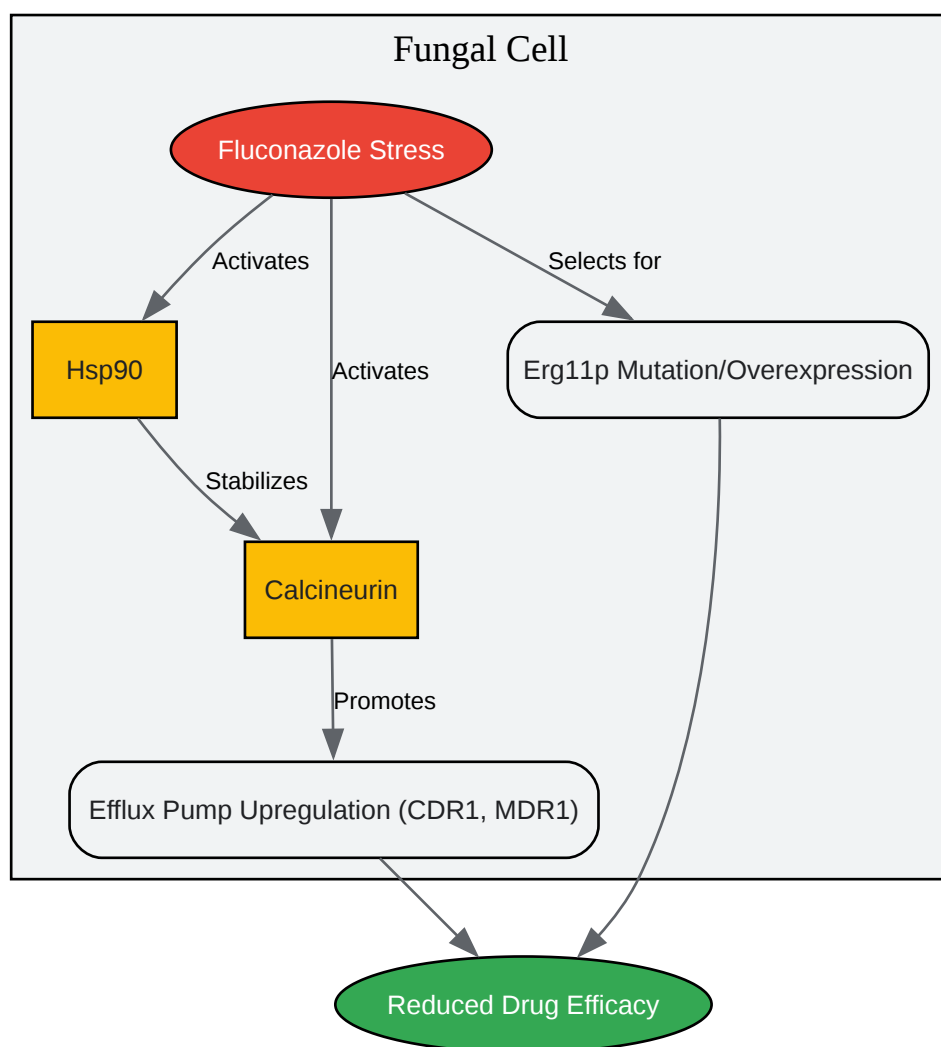 Fungal Cell
Fluconazole Stress
Activates
Selects for
Hsp90
Activates
Erg11p Mutation/Overexpression
Stabilizes
Calcineurin
Promotes
Efflux Pump Upregulation (CDR1, MDR1)
Reduced Drug Efficacy